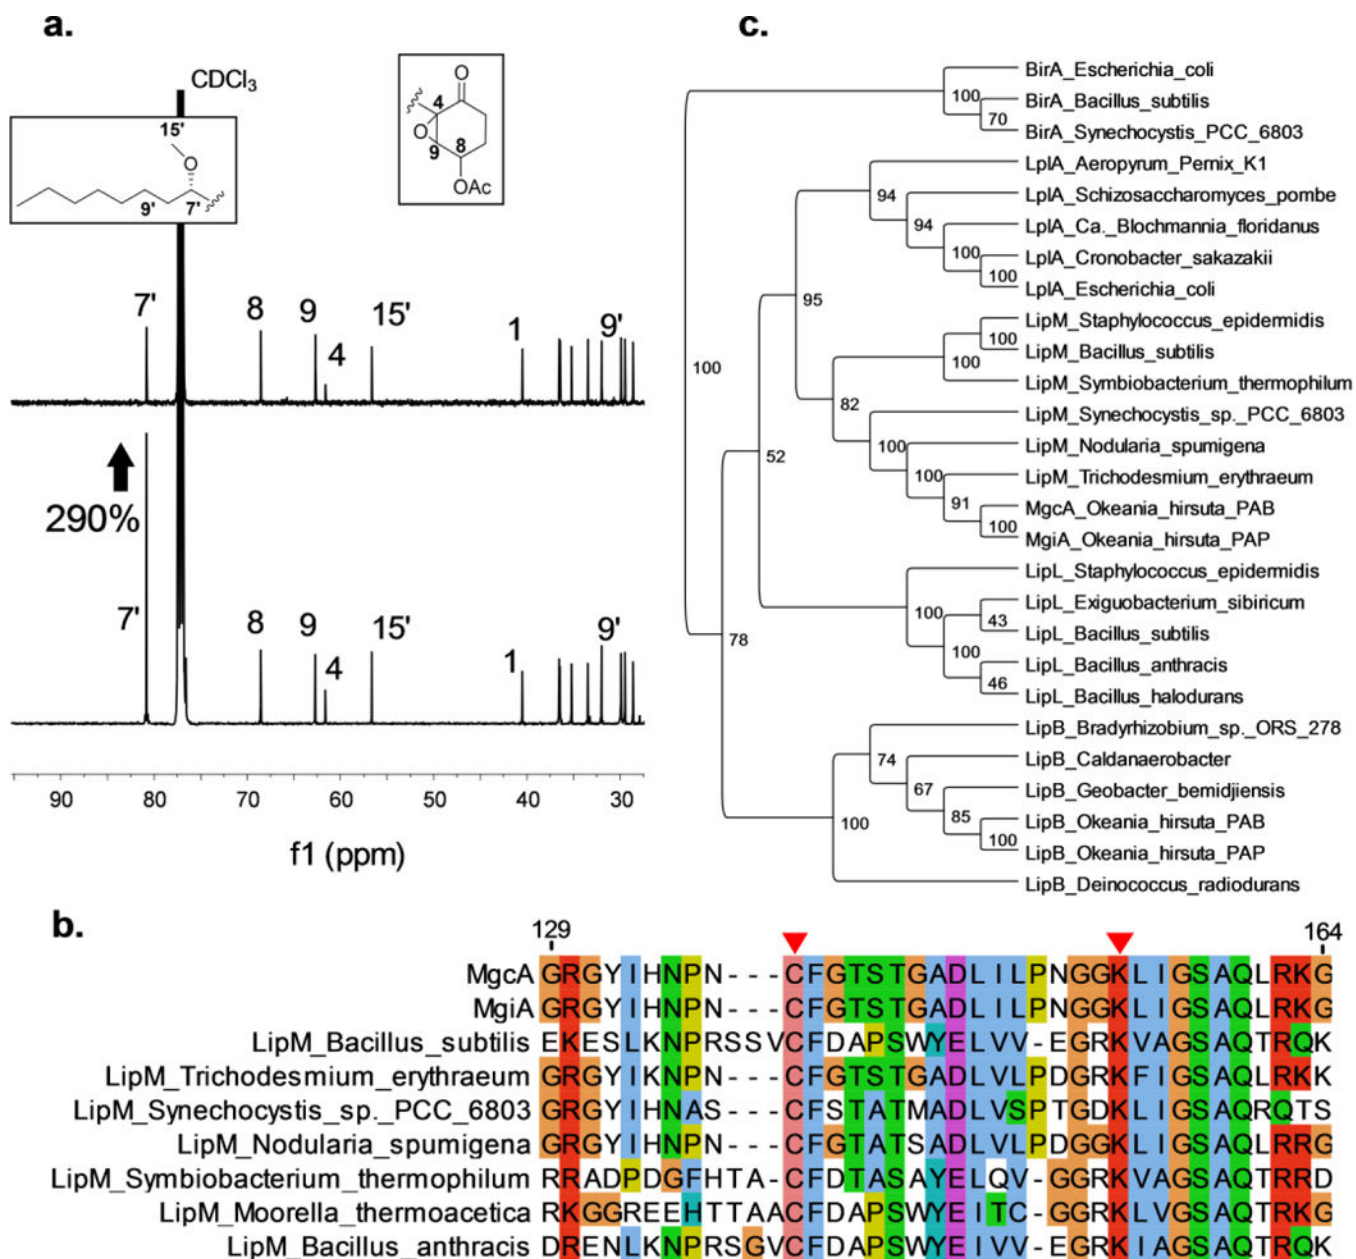 a.
CDCl3
15'
O
9'
7'
O
4
O
9
8
OAc
7'
8
9
4
15'
1
9'
290%
7'
8
9
4
15'
1
9'
90 80 70 60 50 40 30
f1 (ppm)
c.
BirA_Escherichia_coli
100
BirA_Bacillus_subtilis
70
BirA_Synechocystis_PCC_6803
LplA_Aeropyrum_Pernix_K1
94
LplA_Schizosaccharomyces_pombe
94
LplA_Ca._Blochmannia_floridanus
100
LplA_Cronobacter_sakazakii
100
LplA_Escherichia_coli
95
LipM_Staphylococcus_epidermidis
100
LipM_Bacillus_subtilis
100
100
LipM_Symbiobacterium_thermophilum
82
LipM_Synechocystis_sp._PCC_6803
100
LipM_Nodularia_spumigena
52
100
LipM_Trichodesmium_erythraeum
91
MgcA_Okeania_hirsuta_PAB
100
MgiA_Okeania_hirsuta_PAP
LipL_Staphylococcus_epidermidis
100
LipL_Exiguobacterium_sibiricum
43
LipL_Bacillus_subtilis
78
100
LipL_Bacillus_anthracis
46
LipL_Bacillus_halodurans
LipB_Bradyrhizobium_sp._ORS_278
74
LipB_Caldanaerobacter
67
LipB_Geobacter_bemidjiensis
85
LipB_Okeania_hirsuta_PAB
100
100
LipB_Okeania_hirsuta_PAP
LipB_Deinococcus_radiodurans
b.
129 164
MgcA GRGYIHNPN---CFGTSTGADLILPNGGKLIGSAQLRKG
MgiA GRGYIHNPN---CFGTSTGADLILPNGGKLIGSAQLRKG
LipM_Bacillus_subtilis EKESLKNPRSSVCFDAPSWYELVV-EGRKVAGSAQTRQK
LipM_Trichodesmium_erythraeum GRGYIKNPN---CFGTSTGADLVLPDGRKFIGSAQLRKK
LipM_Synechocystis_sp._PCC_6803 GRGYIHNAS---CFSTATMADLVSPTGDKLIGSAQRQTS
LipM_Nodularia_spumigena GRGYIHNPN---CFGTATSADLVLPDGGKLIGSAQLRRG
LipM_Symbiobacterium_thermophilum RRADPDGFHTA-CFDTASAYELQV-GGRKVAGSAQTRRD
LipM_Moorella_thermoacetica RKGGREEHTTAACFDAPSWYEITC-GGRKLVGSAQTRKG
LipM_Bacillus_anthracis DRENLKNPRSGVCFDAPSWYELVV-EGRKIAGSAQTRQK